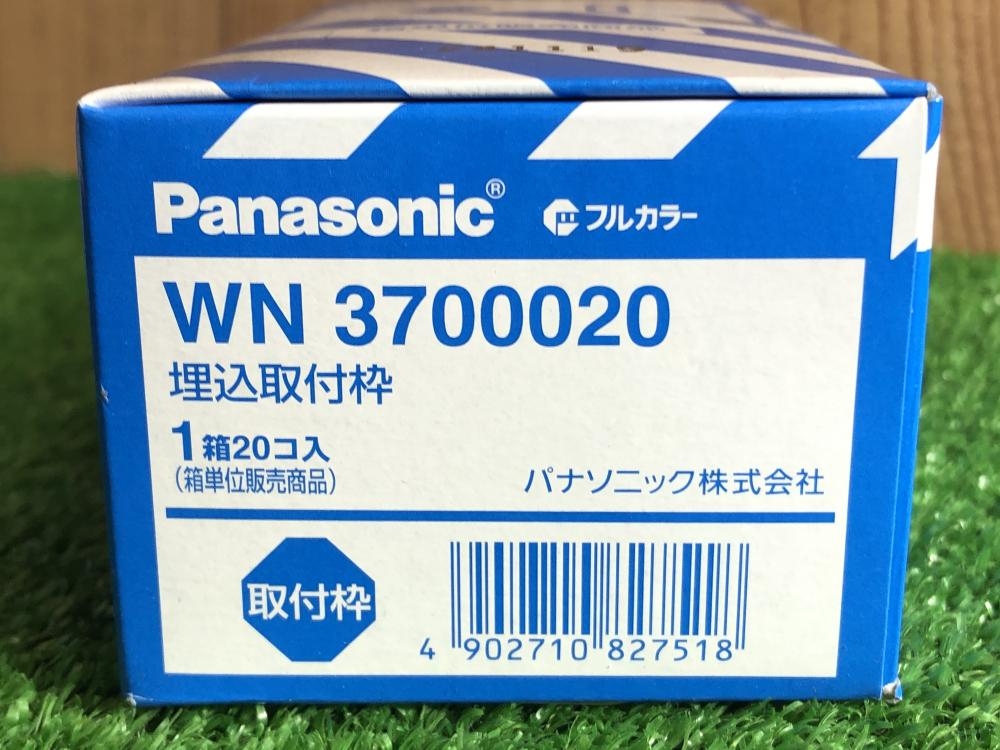 Panasonic® フルカラー
WN 3700020
埋込取付枠
1箱20コ入
(箱単位販売商品)
パナソニック株式会社
取付枠
4 902710 827518